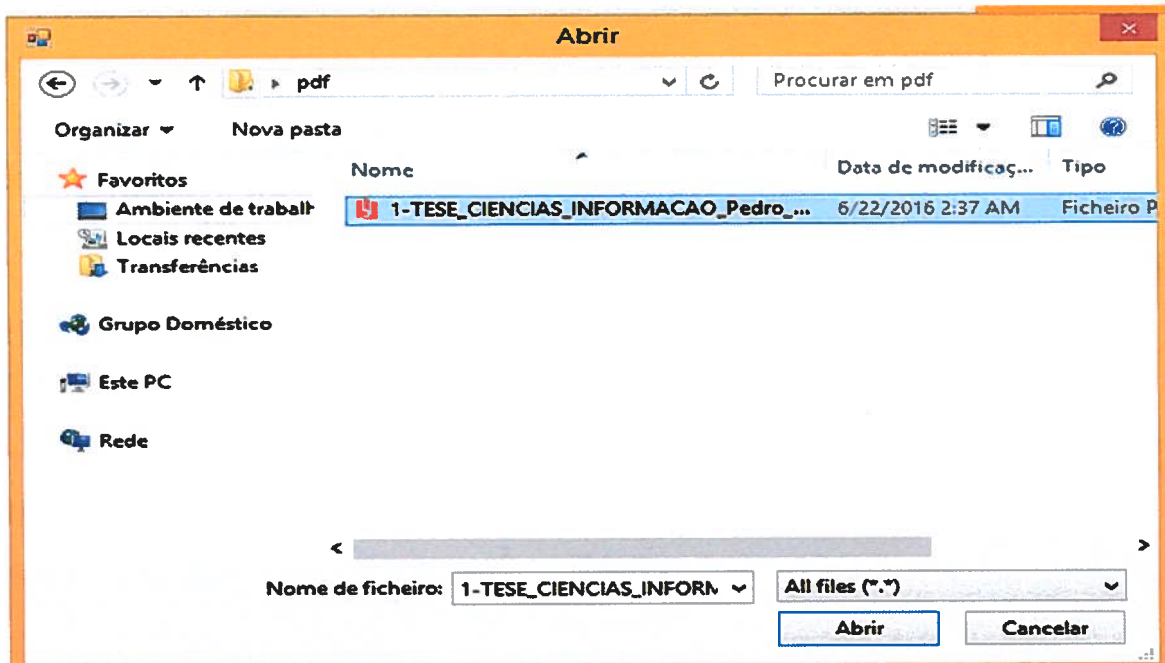 Abrir
pdf
Procurar em pdf
Organizar
Nova pasta
Nome
Data de modificaç...
Tipo
Favoritos
Ambiente de trabalh
1-TESE_CIENCIAS_INFORMACAO_Pedro_...
6/22/2016 2:37 AM
Ficheiro P
Locais recentes
Transferências
Grupo Doméstico
Este PC
Rede
Nome de ficheiro:
1-TESE_CIENCIAS_INFORM
All files (*.*)
Abrir
Cancelar